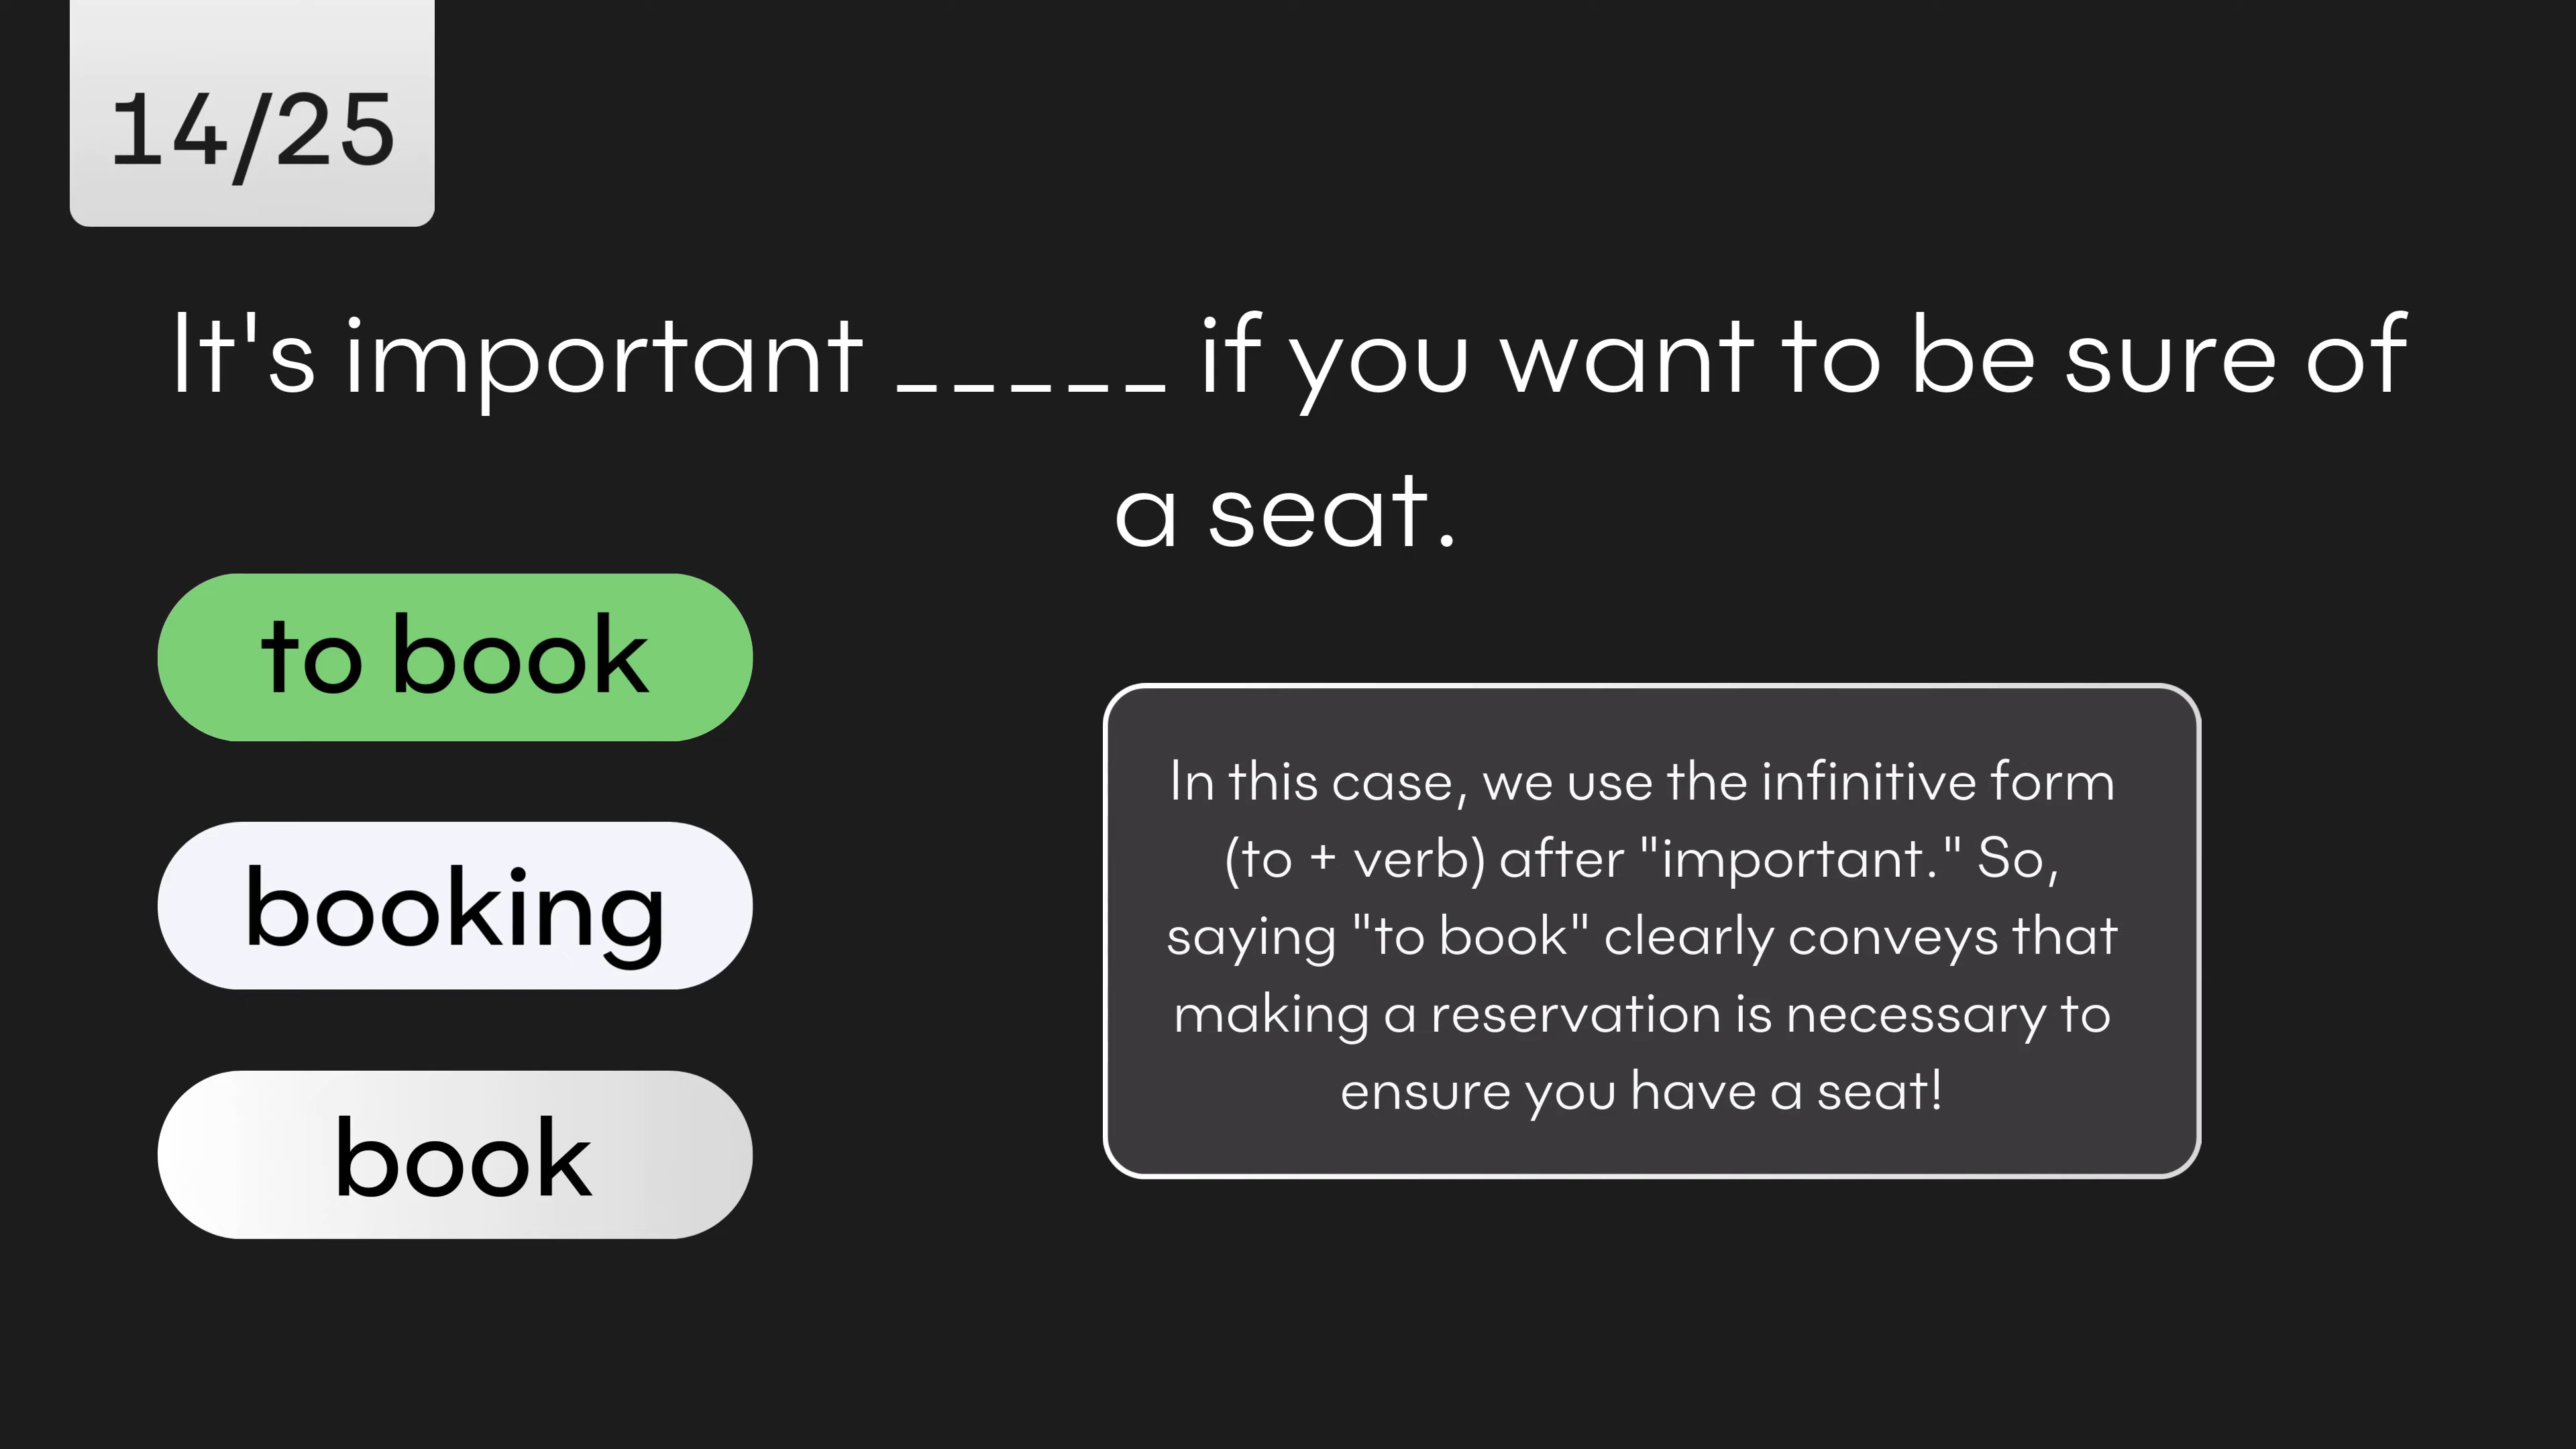 14/25
It's important _____ if you want to be sure of
a seat.
to book
booking
book
In this case, we use the infinitive form
(to + verb) after "important." So,
saying "to book" clearly conveys that
making a reservation is necessary to
ensure you have a seat!